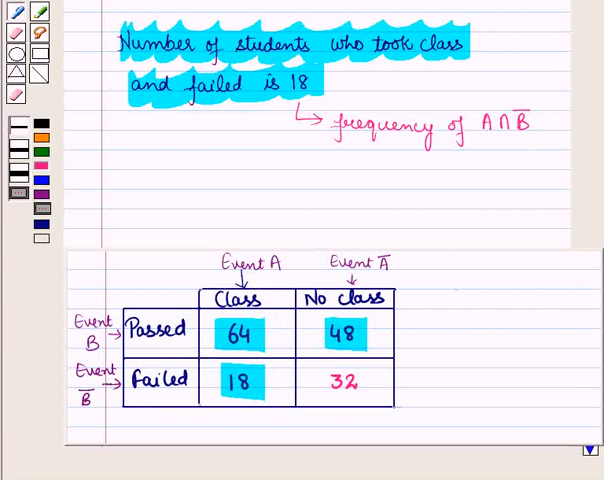 Number of students who took class
and failed is 18
frequency of A∩B̅
Event A Event A̅
Class No class
Event B Passed 64 48
Event B̅ Failed 18 32